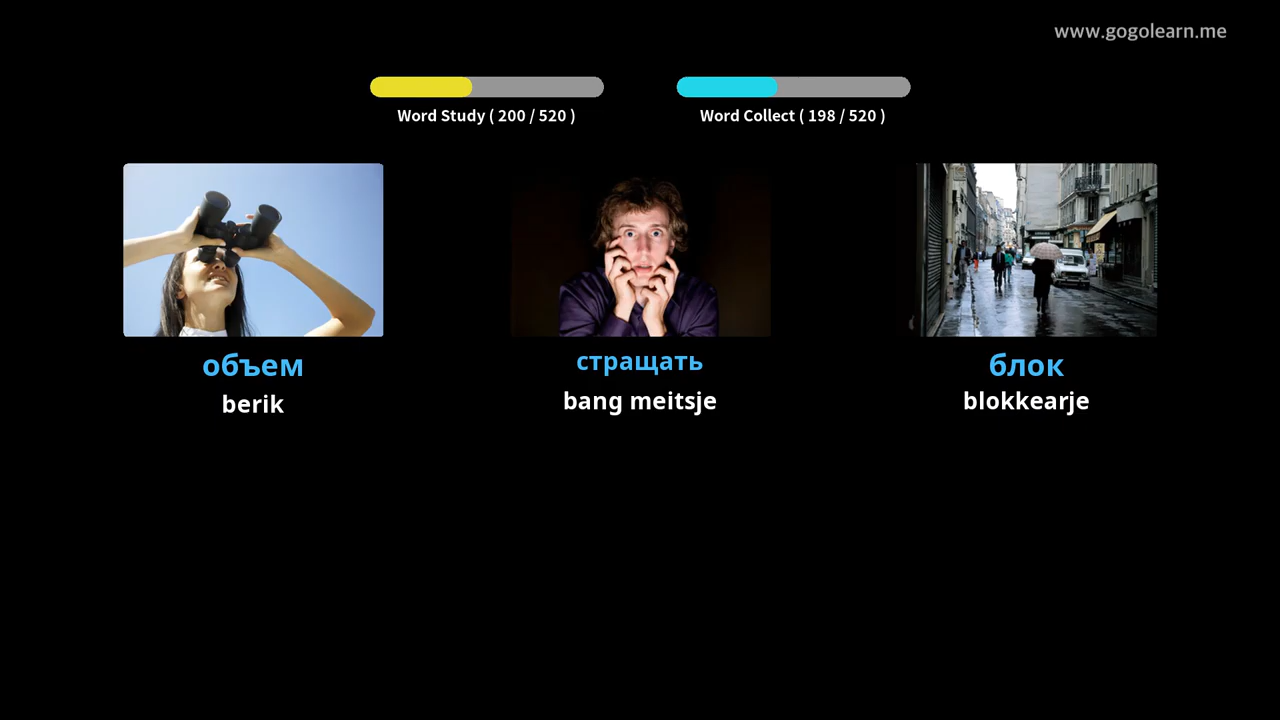 www.gogolearn.me
Word Study ( 200 / 520 )
Word Collect ( 198 / 520 )
объем
berik
стращать
bang meitsje
блок
blokkearje